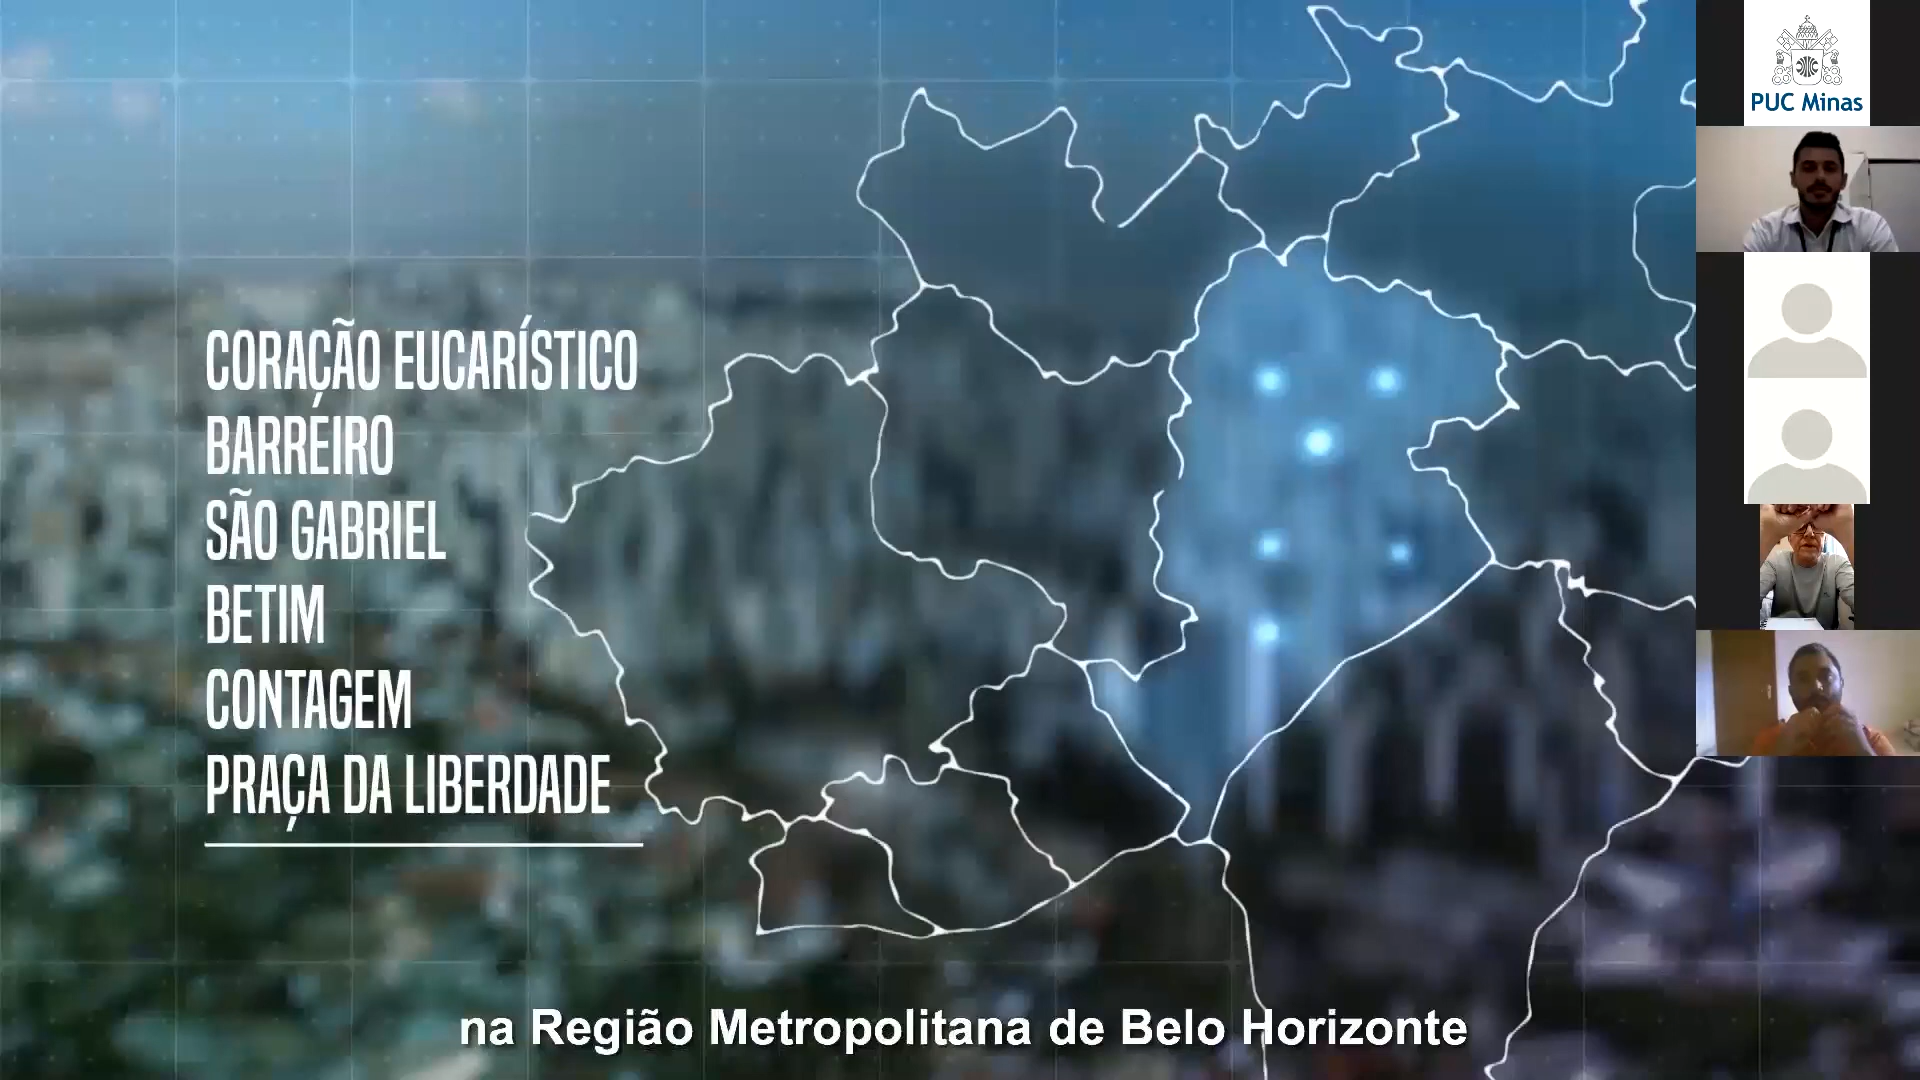 CORAÇÃO EUCARÍSTICO
BARREIRO
SÃO GABRIEL
BETIM
CONTAGEM
PRAÇA DA LIBERDADE
na Região Metropolitana de Belo Horizonte
PUC Minas